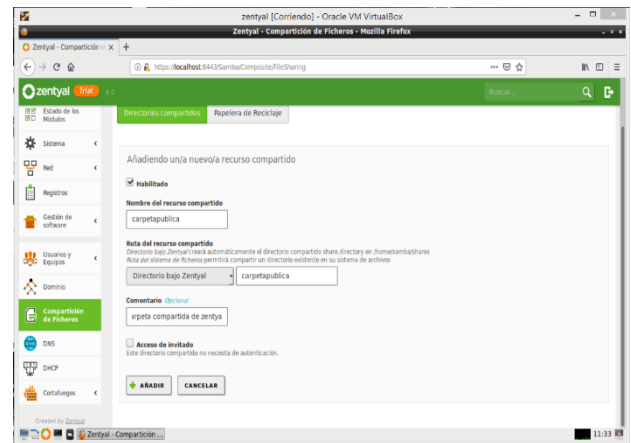 zentyal [Corriendo] - Oracle VM VirtualBox
Zentyal - Compartición de Ficheros - Mozilla Firefox
Zentyal - Compartición d
https://localhost:8443/Samba/Composite/FileSharing
zentyal Trial 6.0
Buscar...
Estado de los
Módulos
Sistema
Red
Registros
Gestión de
software
Usuarios y
Equipos
Dominio
Compartición
de Ficheros
DNS
DHCP
Cortafuegos
Created by Zentyal
Directorios compartidos
Papelera de Reciclaje
Añadiendo un/a nuevo/a recurso compartido
Habilitado
Nombre del recurso compartido
carpetapublica
Ruta del recurso compartido
Directorio bajo Zentyal creará automáticamente el directorio compartido share directory en /home/samba/shares
Ruta del sistema de ficheros permitirá compartir un directorio existente en su sistema de archivos
Directorio bajo Zentyal
carpetapublica
Comentario Opcional
arpeta compartida de zentya
Acceso de invitado
Este directorio compartido no necesita de autenticación.
AÑADIR
CANCELAR
Zentyal - Compartición ...
11:33